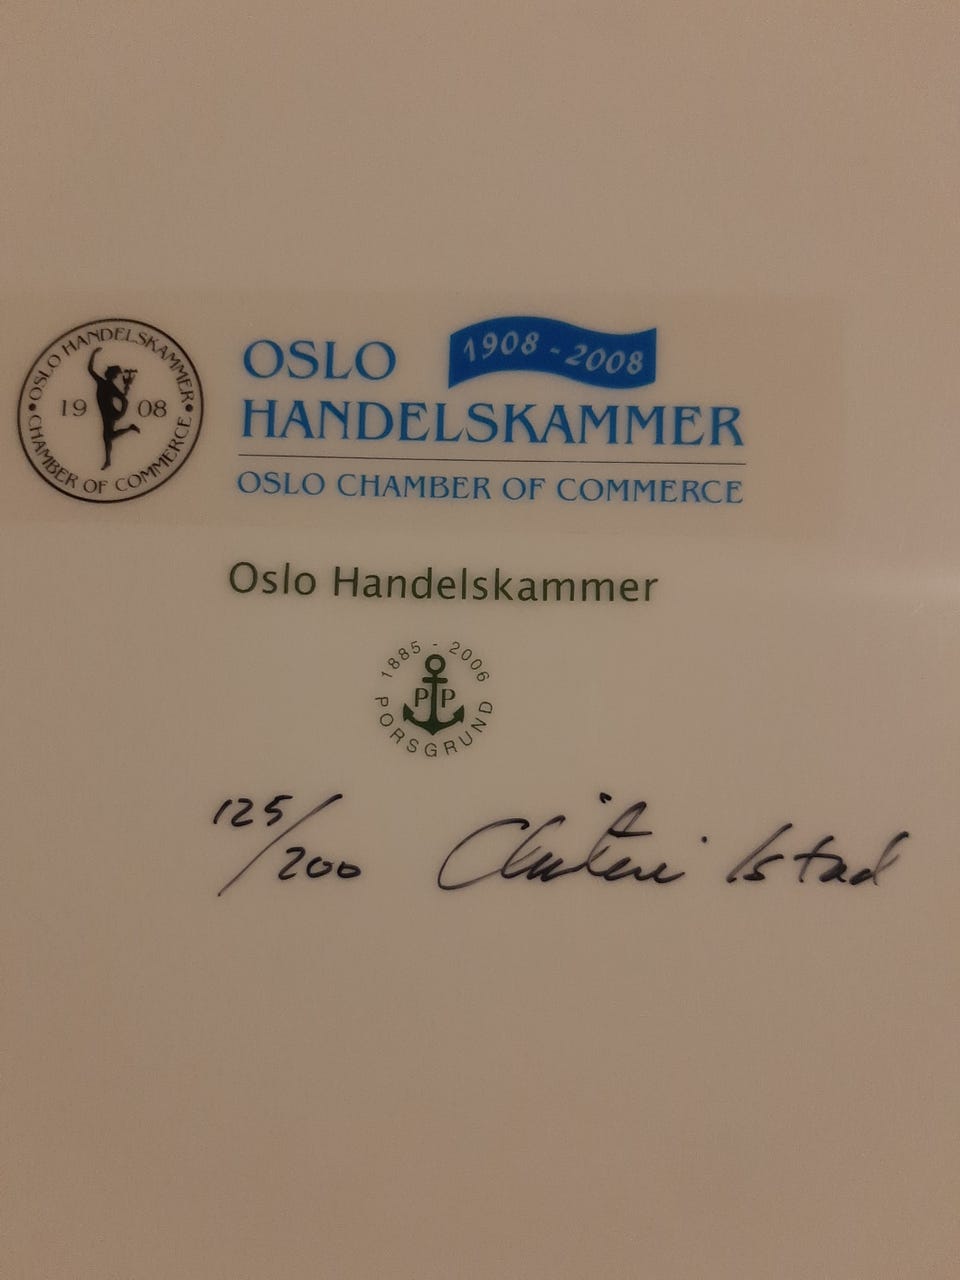 OSLO HANDELSKAMMER
19 08
CHAMBER OF COMMERCE
1908 - 2008
OSLO
HANDELSKAMMER
OSLO CHAMBER OF COMMERCE
Oslo Handelskammer
1885 - 2006
PP
PORSGRUND
125/200 Istad